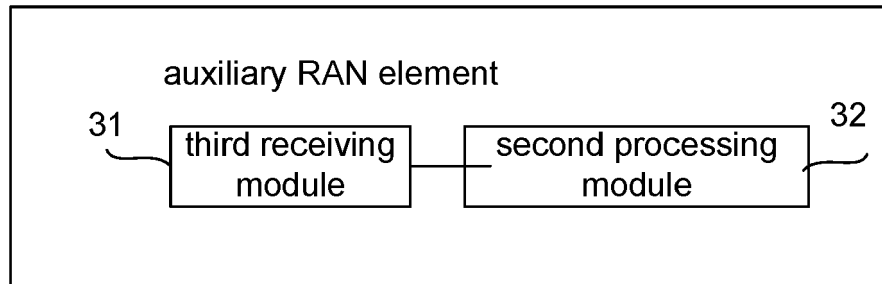 auxiliary RAN element
31
third receiving
module
second processing
module
32